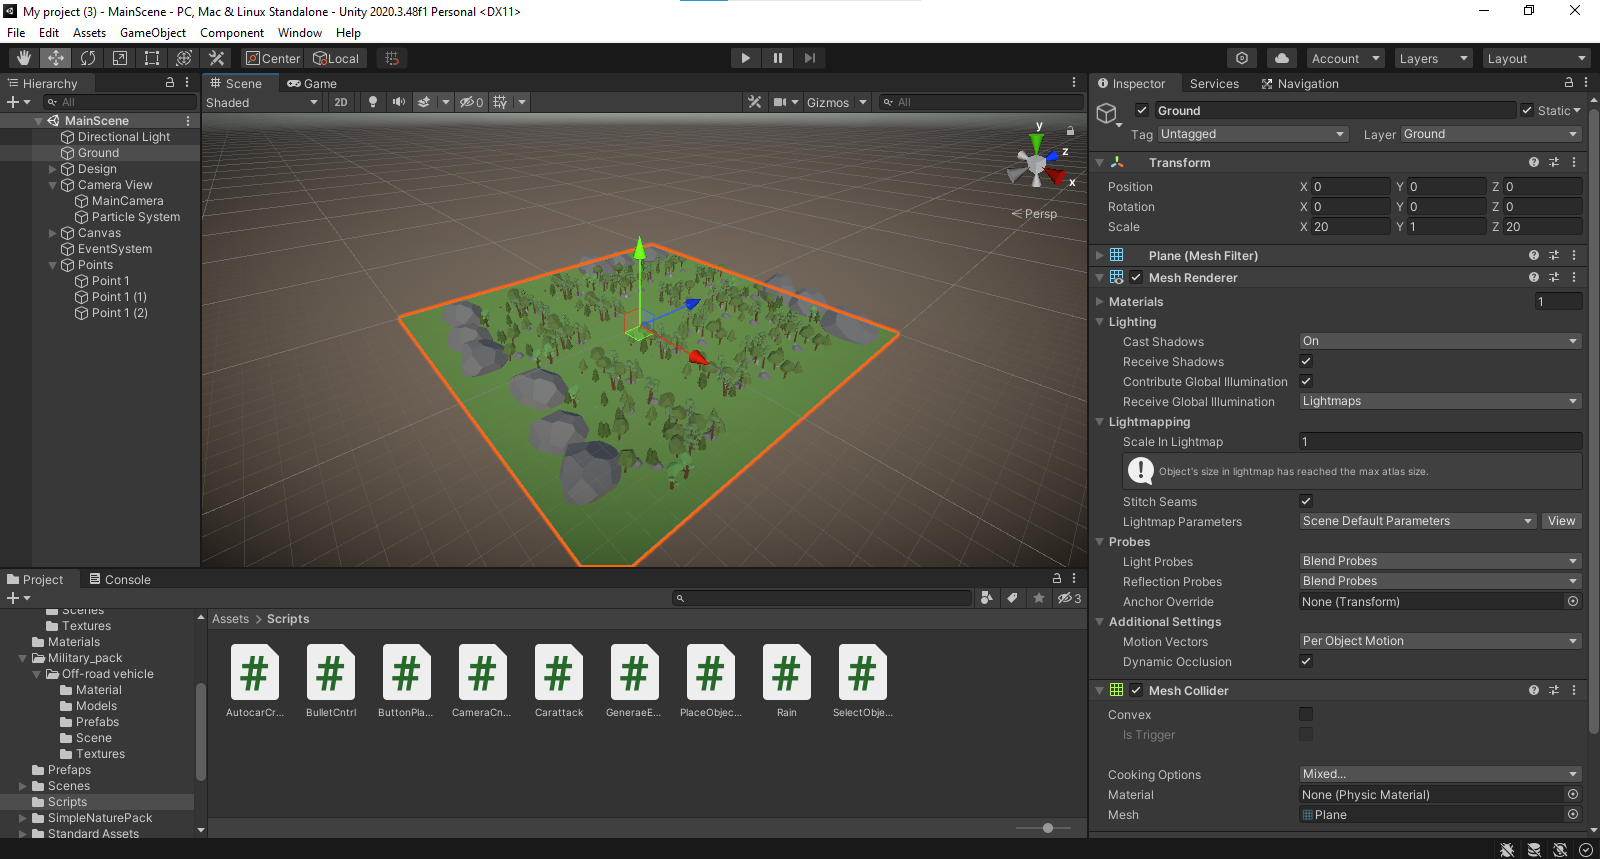 My project (3) - MainScene - PC, Mac & Linux Standalone - Unity 2020.3.48f1 Personal <DX11>
File Edit Assets GameObject Component Window Help
Center Local Account Layers Layout
Hierarchy
All
MainScene
Directional Light
Ground
Design
Camera View
MainCamera
Particle System
Canvas
EventSystem
Points
Point 1
Point 1 (1)
Point 1 (2)
Scene Game
Shaded 2D 0 Gizmos All
y
z
x
Persp
Project Console
3
Scenes
Textures
Materials
Military_pack
Off-road vehicle
Material
Models
Prefabs
Scene
Textures
Prefaps
Scenes
Scripts
SimpleNaturePack
Standard Assets
Assets > Scripts
AutocarCr... BulletCntrl ButtonPla... CameraCn... Carattack GeneraeE... PlaceObjec... Rain SelectObje...
Inspector Services Navigation
Ground Static
Tag Untagged Layer Ground
Transform
Position X 0 Y 0 Z 0
Rotation X 0 Y 0 Z 0
Scale X 20 Y 1 Z 20
Plane (Mesh Filter)
Mesh Renderer
Materials 1
Lighting
Cast Shadows On
Receive Shadows
Contribute Global Illumination
Receive Global Illumination Lightmaps
Lightmapping
Scale In Lightmap 1
Object's size in lightmap has reached the max atlas size.
Stitch Seams
Lightmap Parameters Scene Default Parameters View
Probes
Light Probes Blend Probes
Reflection Probes Blend Probes
Anchor Override None (Transform)
Additional Settings
Motion Vectors Per Object Motion
Dynamic Occlusion
Mesh Collider
Convex
Is Trigger
Cooking Options Mixed...
Material None (Physic Material)
Mesh Plane